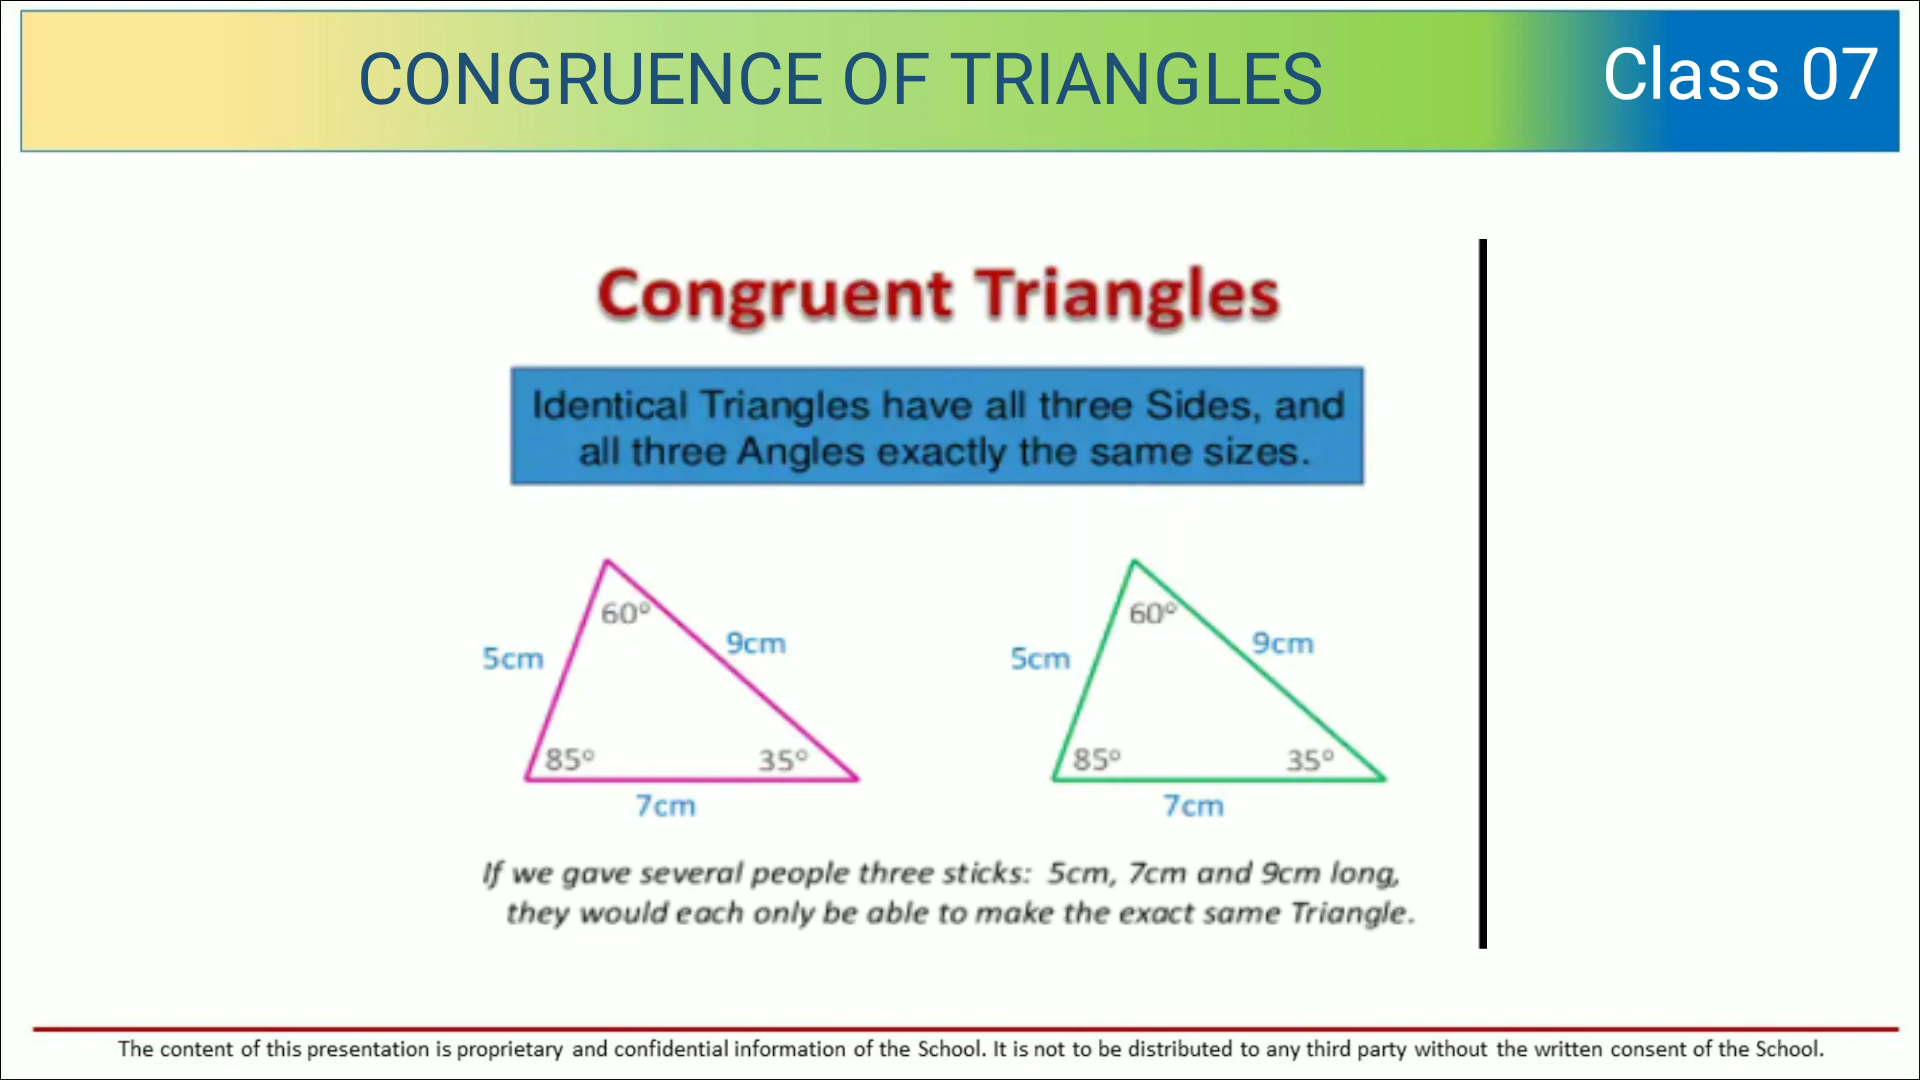 CONGRUENCE OF TRIANGLES
Class 07
Congruent Triangles
Identical Triangles have all three Sides, and
all three Angles exactly the same sizes.
60° 60°
5cm 9cm 5cm 9cm
85° 35° 85° 35°
7cm 7cm
If we gave several people three sticks: 5cm, 7cm and 9cm long,
they would each only be able to make the exact same Triangle.
The content of this presentation is proprietary and confidential information of the School. It is not to be distributed to any third party without the written consent of the School.